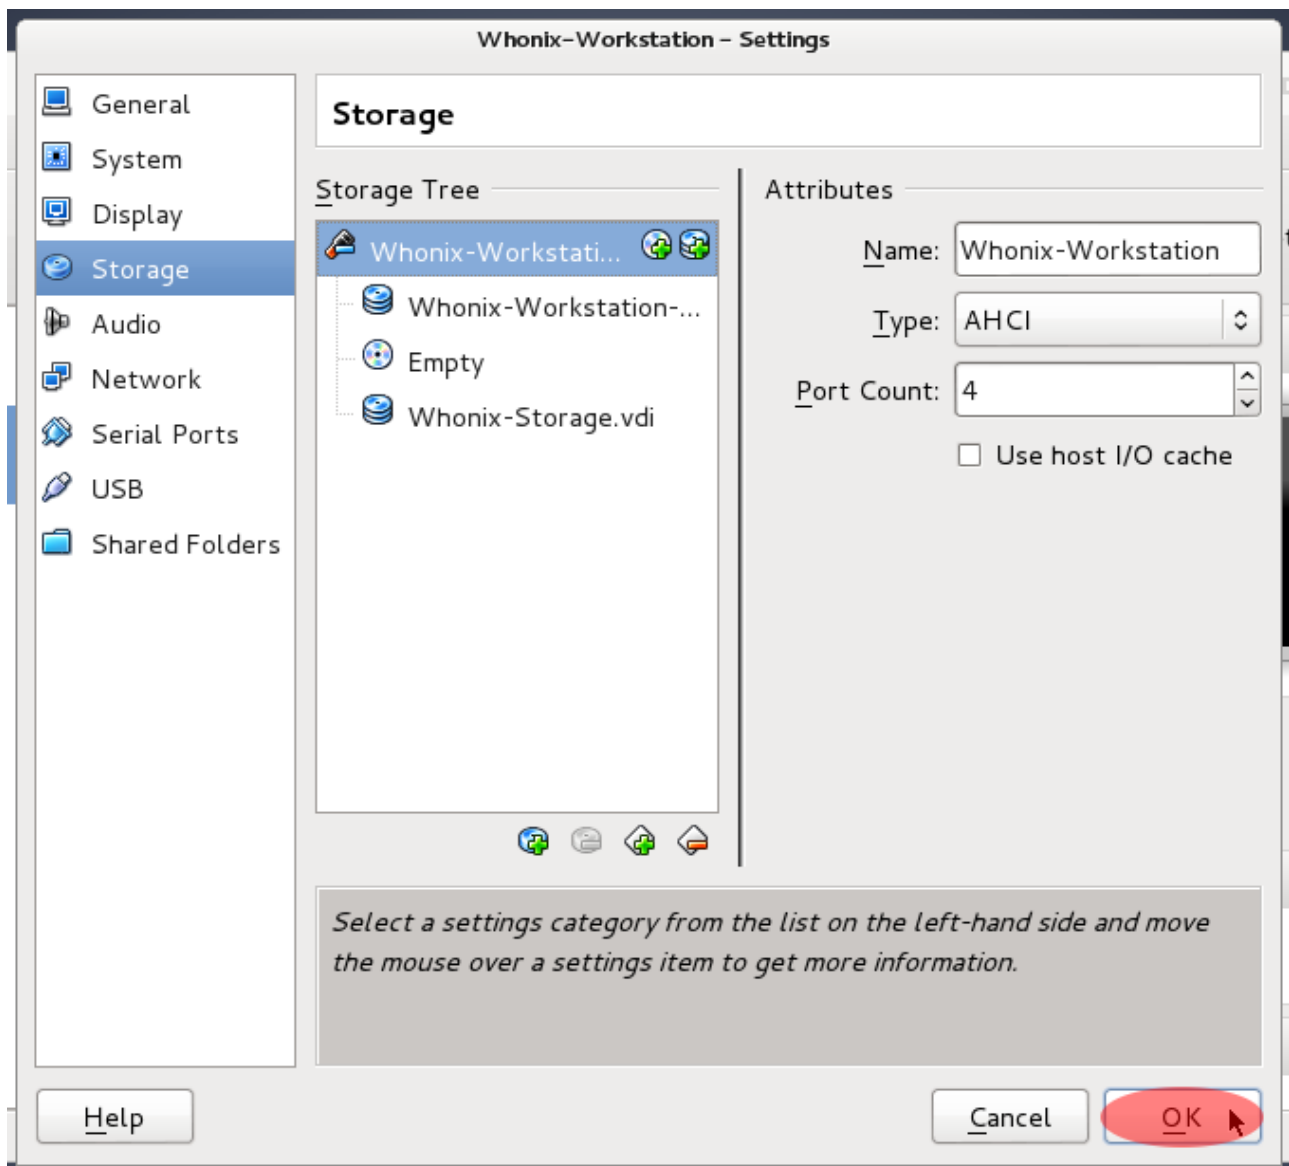 Whonix-Workstation – Settings
General
System
Display
Storage
Audio
Network
Serial Ports
USB
Shared Folders
Storage
Storage Tree
Whonix-Workstati...
Whonix-Workstation-...
Empty
Whonix-Storage.vdi
Attributes
Name: Whonix-Workstation
Type: AHCI
Port Count: 4
Use host I/O cache
Select a settings category from the list on the left-hand side and move
the mouse over a settings item to get more information.
Help
Cancel
OK